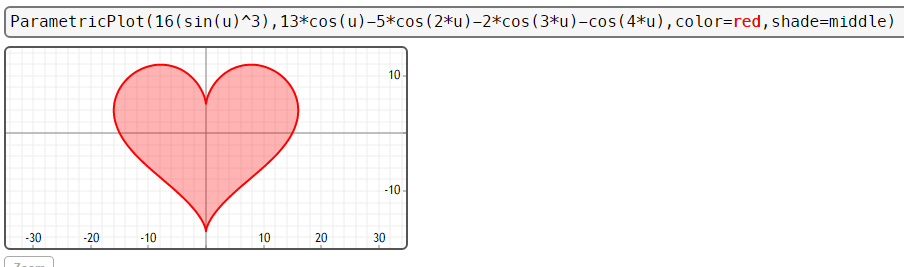 ParametricPlot(16(sin(u)^3),13*cos(u)−5*cos(2*u)−2*cos(3*u)−cos(4*u),color=red,shade=middle)
10
-10
-30 -20 -10 10 20 30